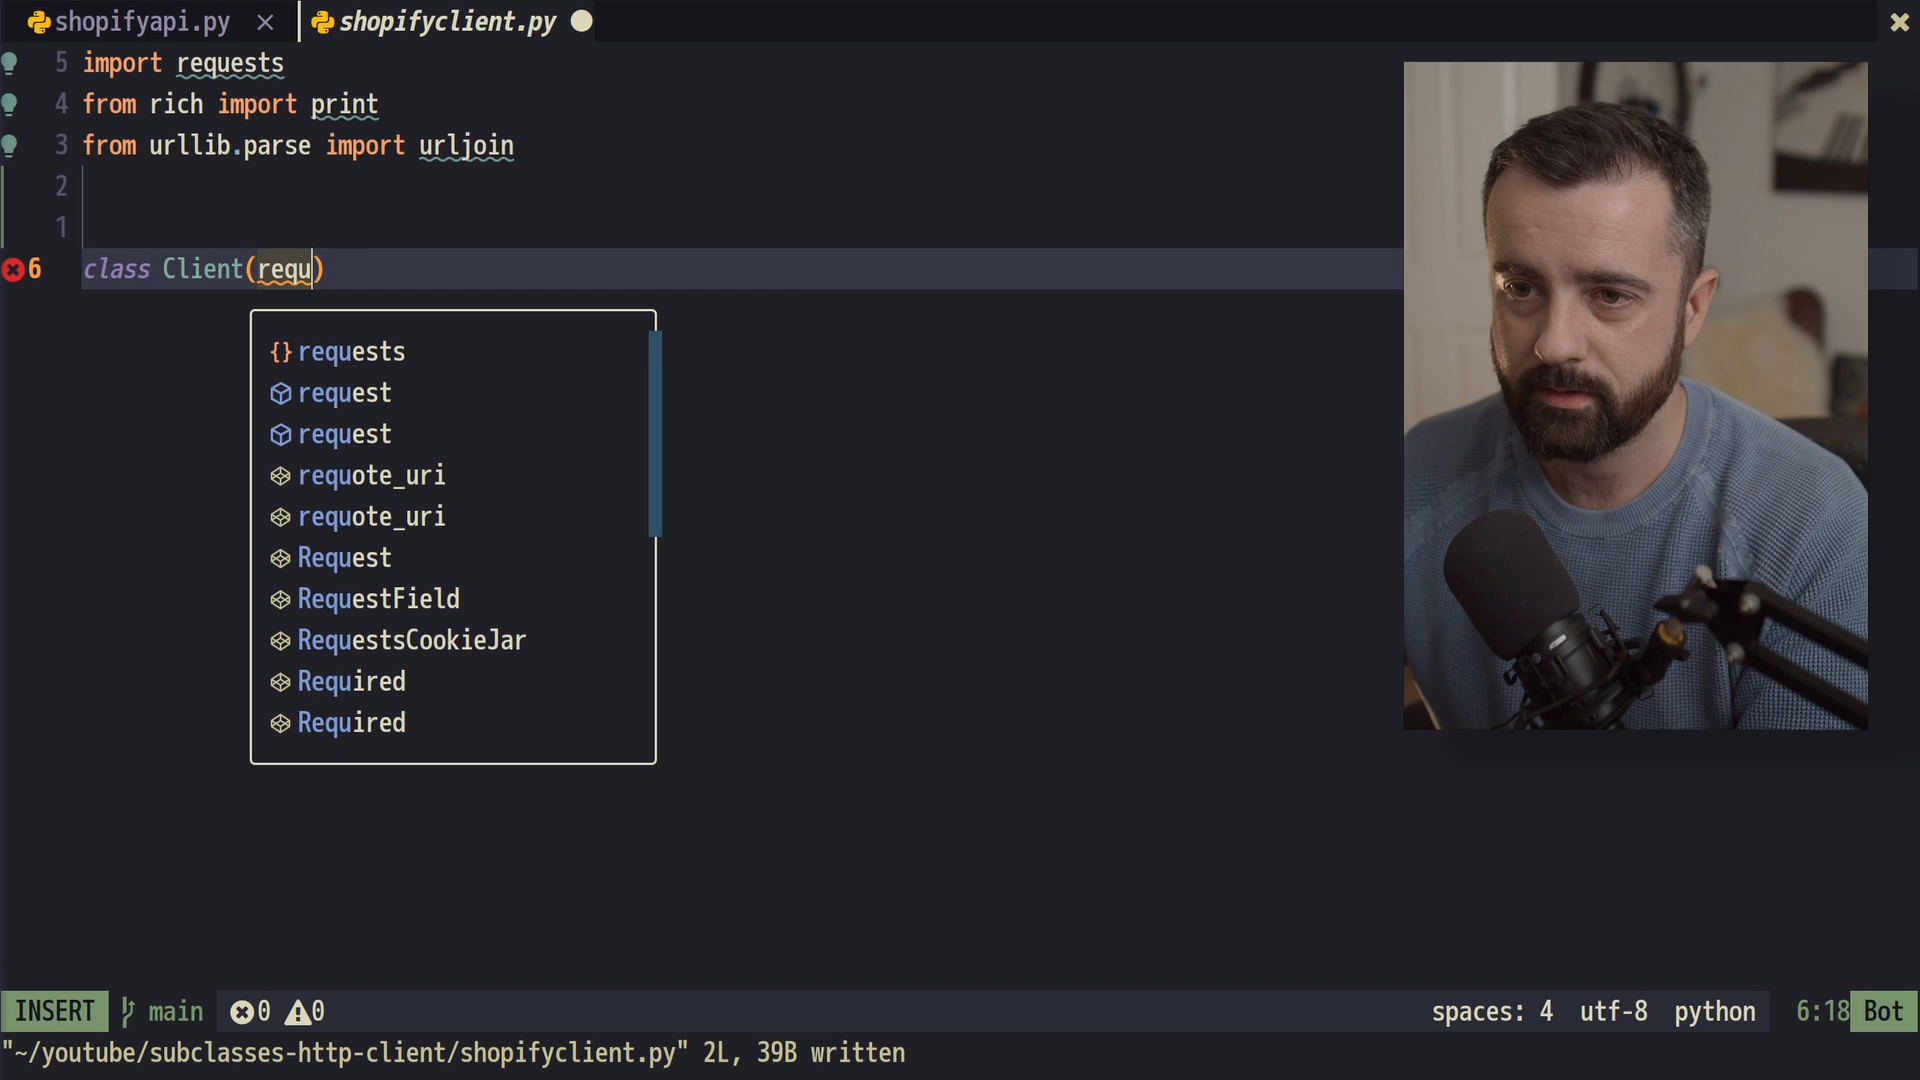 shopifyapi.py × shopifyclient.py
5 import requests
4 from rich import print
3 from urllib.parse import urljoin
2
1
6 class Client(requ)
{} requests
request
request
requote_uri
requote_uri
Request
RequestField
RequestsCookieJar
Required
Required
INSERT main 0 0 spaces: 4 utf-8 python 6:18 Bot
"~/youtube/subclasses-http-client/shopifyclient.py" 2L, 39B written